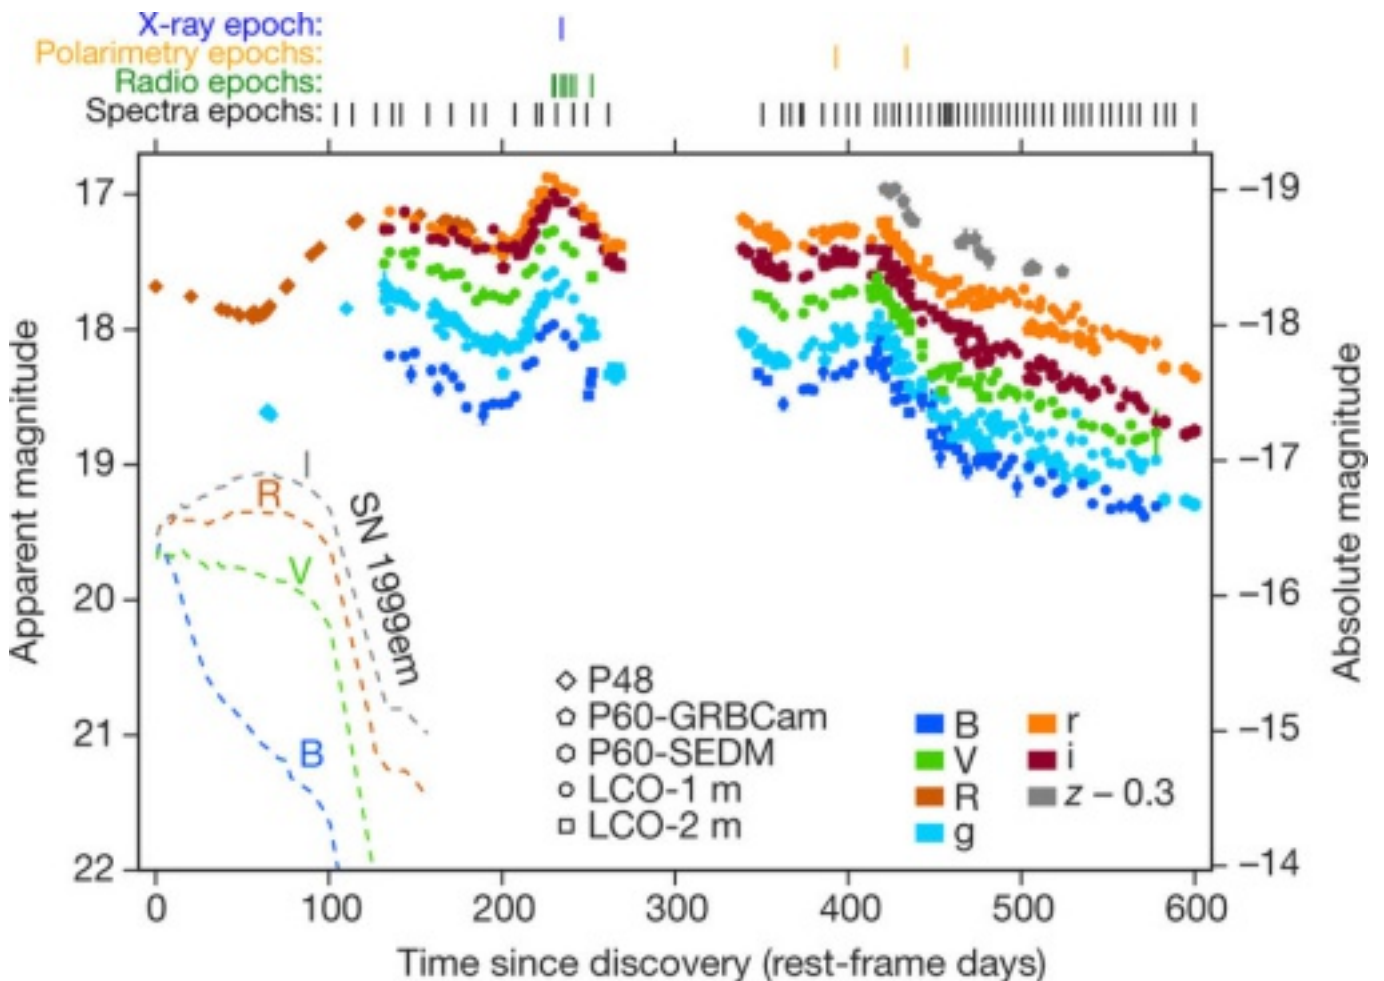 X-ray epoch:
Polarimetry epochs:
Radio epochs:
Spectra epochs:
17
18
19
20
21
22
Apparent magnitude
–19
–18
–17
–16
–15
–14
Absolute magnitude
I
R
V
B
SN 1999em
P48
P60-GRBCam
P60-SEDM
LCO-1 m
LCO-2 m
B
V
R
g
r
i
z – 0.3
0 100 200 300 400 500 600
Time since discovery (rest-frame days)